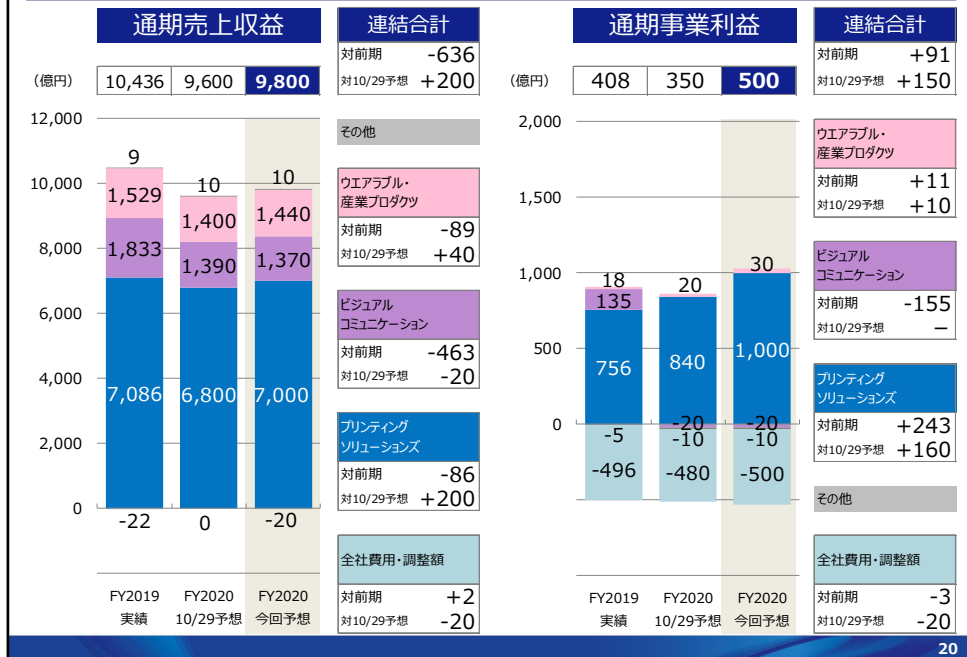 通期売上収益
連結合計
対前期 -636
対10/29予想 +200
(億円) 10,436 9,600 9,800
12,000
10,000
8,000
6,000
4,000
2,000
0
9 10 10
1,529 1,400 1,440
1,833 1,390 1,370
7,086 6,800 7,000
-22 0 -20
FY2019 FY2020 FY2020
実績 10/29予想 今回予想
その他
ウエアラブル・
産業プロダクツ
対前期 -89
対10/29予想 +40
ビジュアル
コミュニケーション
対前期 -463
対10/29予想 -20
プリンティング
ソリューションズ
対前期 -86
対10/29予想 +200
全社費用・調整額
対前期 +2
対10/29予想 -20
通期事業利益
連結合計
対前期 +91
対10/29予想 +150
(億円) 408 350 500
2,000
1,500
1,000
500
0
18 20 30
135
756 840 1,000
-20 -20
-5 -10 -10
-496 -480 -500
FY2019 FY2020 FY2020
実績 10/29予想 今回予想
ウエアラブル・
産業プロダクツ
対前期 +11
対10/29予想 +10
ビジュアル
コミュニケーション
対前期 -155
対10/29予想 –
プリンティング
ソリューションズ
対前期 +243
対10/29予想 +160
その他
全社費用・調整額
対前期 -3
対10/29予想 -20
20